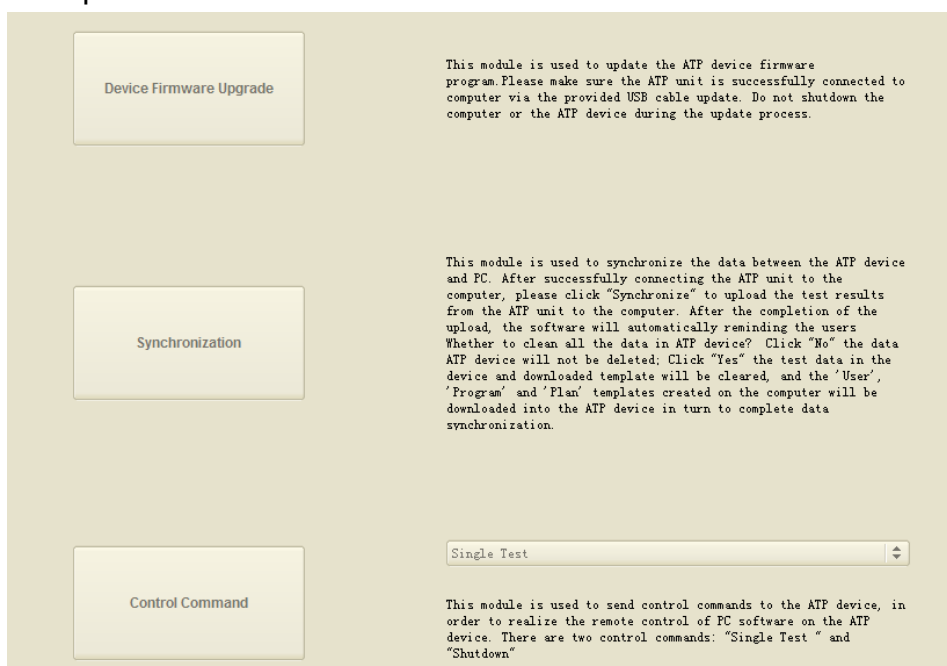 Device Firmware Upgrade
This module is used to update the ATP device firmware
program.Please make sure the ATP unit is successfully connected to
computer via the provided USB cable update. Do not shutdown the
computer or the ATP device during the update process.
Synchronization
This module is used to synchronize the data between the ATP device
and PC. After successfully connecting the ATP unit to the
computer, please click "Synchronize" to upload the test results
from the ATP unit to the computer. After the completion of the
upload, the software will automatically reminding the users
Whether to clean all the data in ATP device? Click "No" the data
ATP device will not be deleted; Click "Yes" the test data in the
device and downloaded template will be cleared, and the 'User',
'Program' and 'Plan' templates created on the computer will be
downloaded into the ATP device in turn to complete data
synchronization.
Single Test
Control Command
This module is used to send control commands to the ATP device, in
order to realize the remote control of PC software on the ATP
device. There are two control commands: "Single Test " and
"Shutdown"